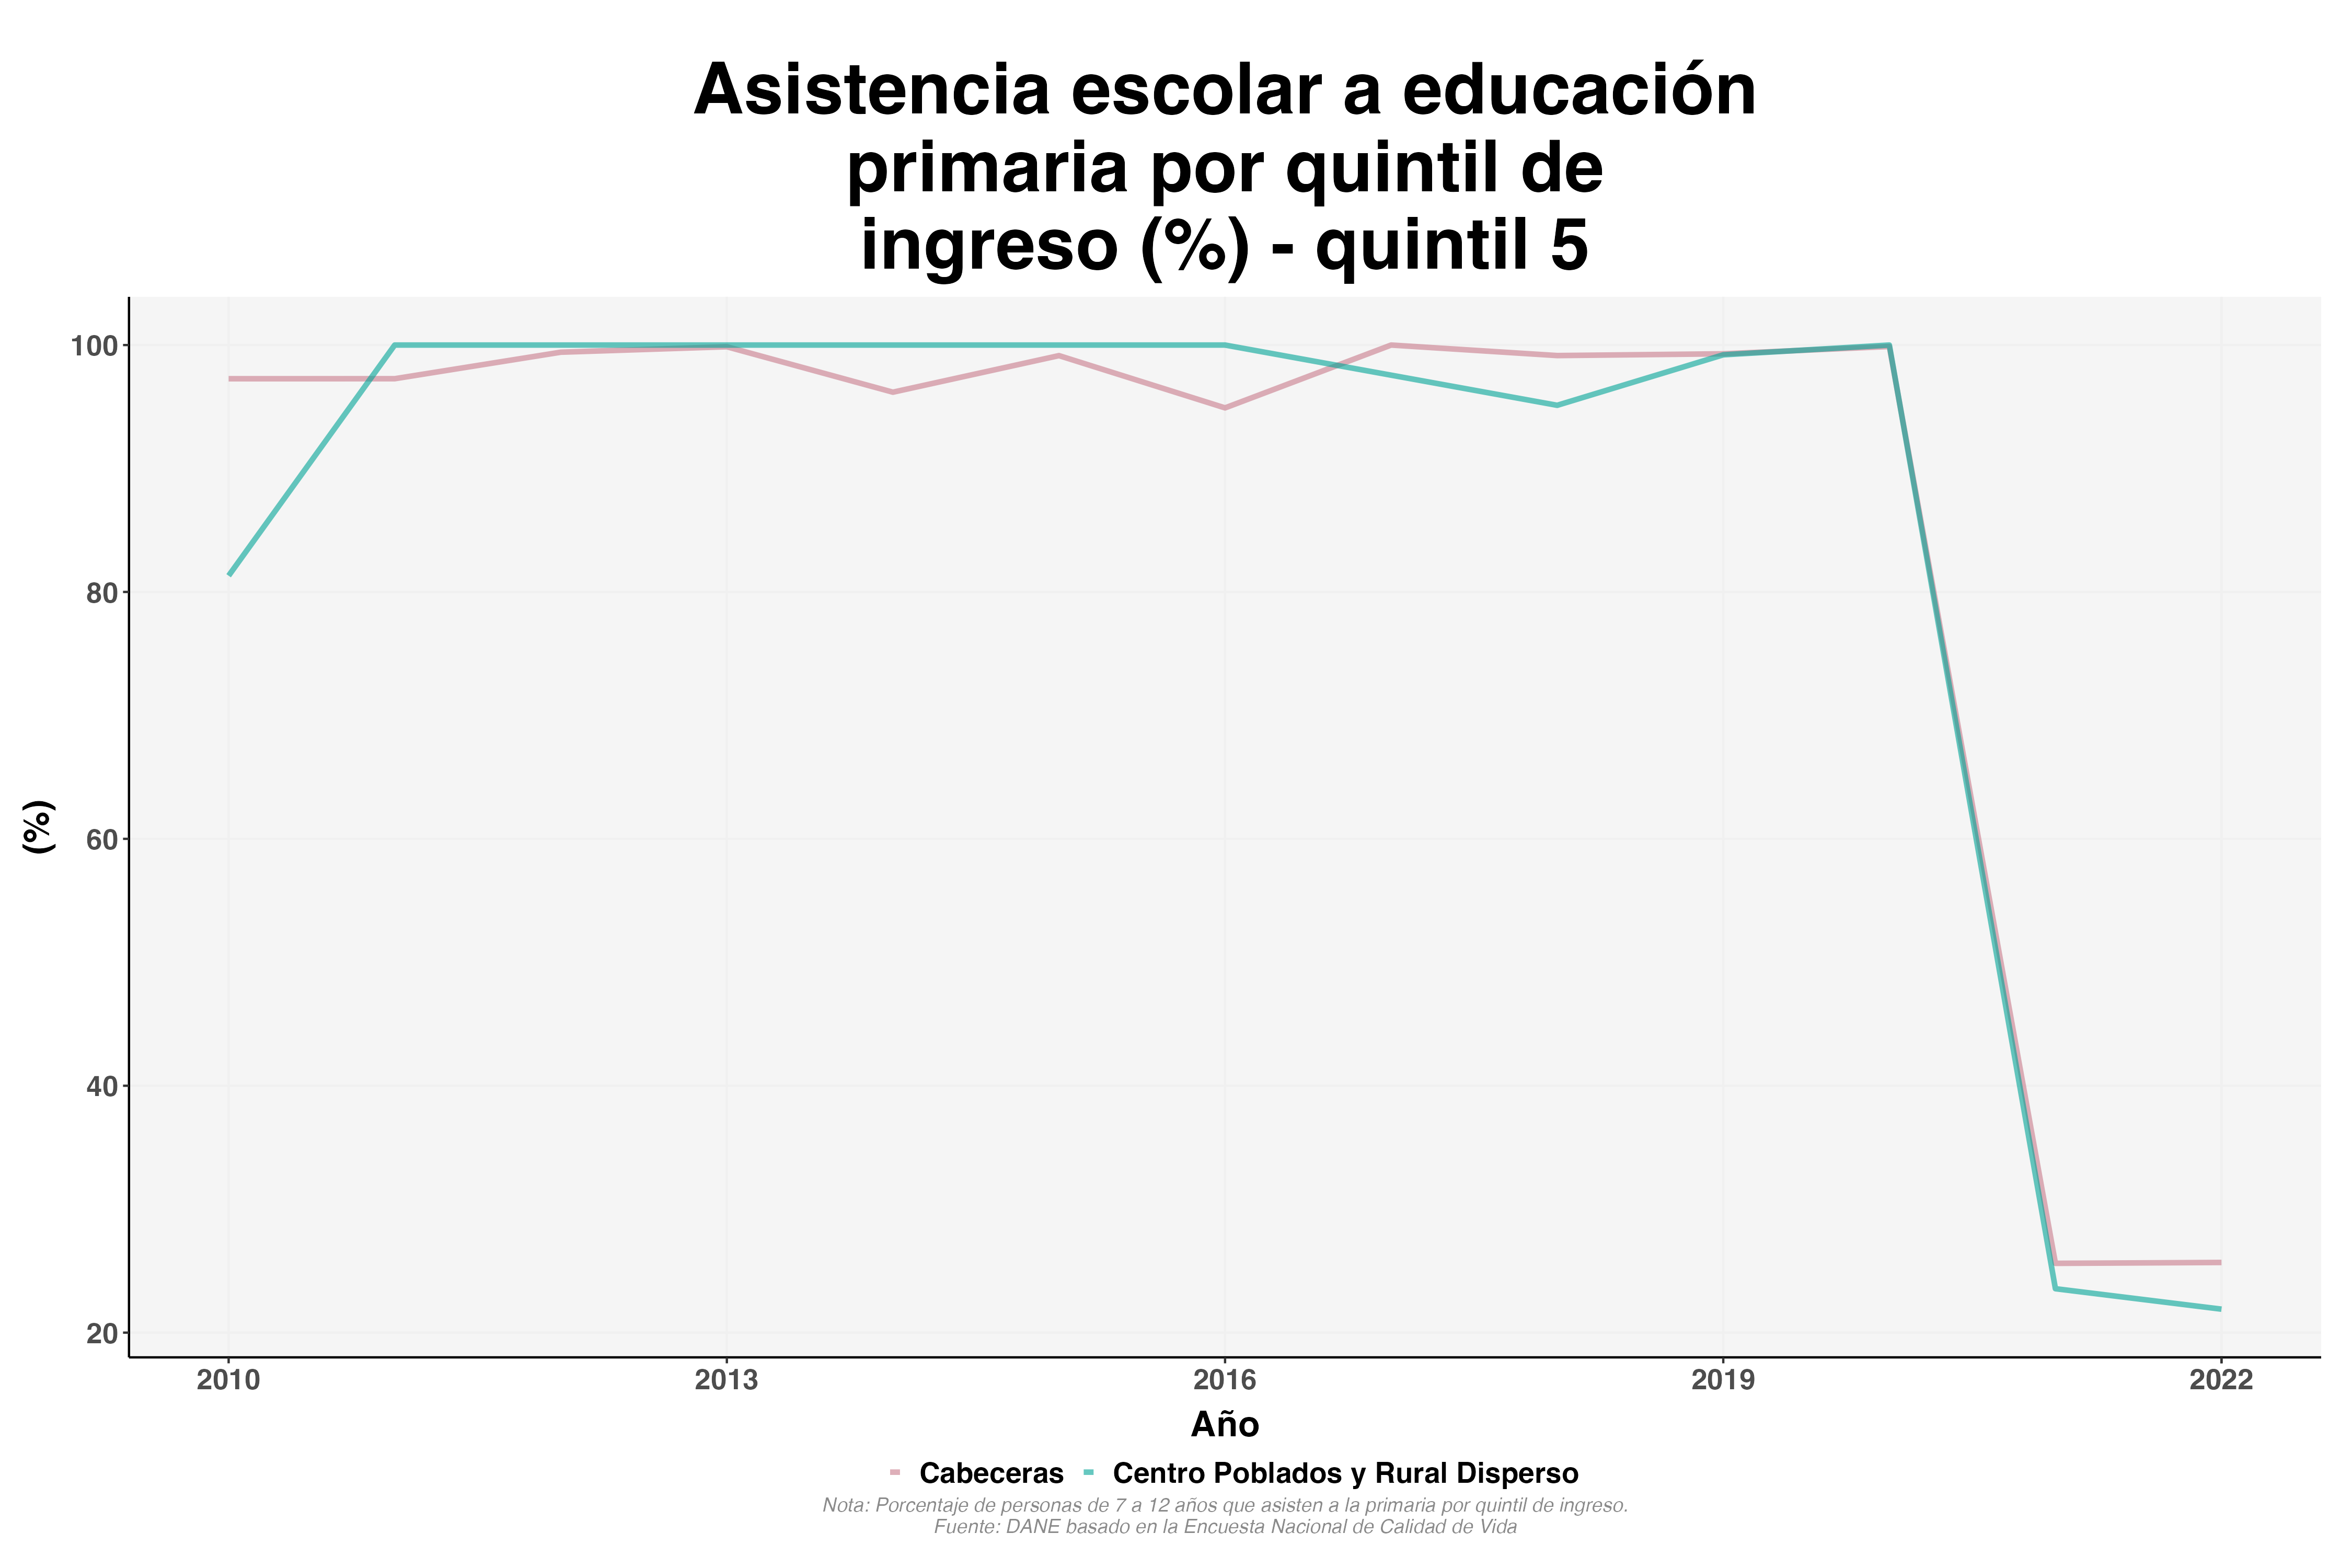 Asistencia escolar a educación
primaria por quintil de
ingreso (%) - quintil 5
(%)
100
80
60
40
20
2010 2013 2016 2019 2022
Año
Cabeceras Centro Poblados y Rural Disperso
Nota: Porcentaje de personas de 7 a 12 años que asisten a la primaria por quintil de ingreso.
Fuente: DANE basado en la Encuesta Nacional de Calidad de Vida